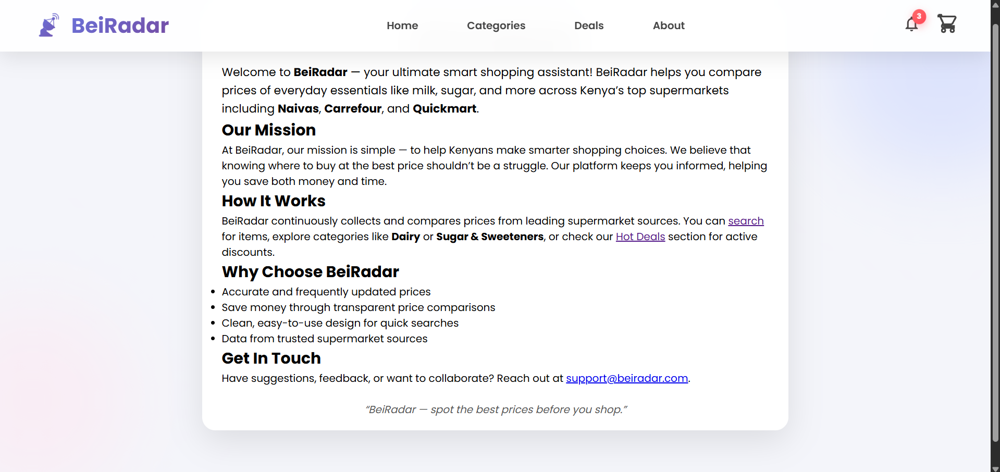 BeiRadar
Home Categories Deals About
3
Welcome to BeiRadar — your ultimate smart shopping assistant! BeiRadar helps you compare
prices of everyday essentials like milk, sugar, and more across Kenya’s top supermarkets
including Naivas, Carrefour, and Quickmart.
Our Mission
At BeiRadar, our mission is simple — to help Kenyans make smarter shopping choices. We believe that
knowing where to buy at the best price shouldn’t be a struggle. Our platform keeps you informed, helping
you save both money and time.
How It Works
BeiRadar continuously collects and compares prices from leading supermarket sources. You can search
for items, explore categories like Dairy or Sugar & Sweeteners, or check our Hot Deals section for active
discounts.
Why Choose BeiRadar
• Accurate and frequently updated prices
• Save money through transparent price comparisons
• Clean, easy-to-use design for quick searches
• Data from trusted supermarket sources
Get In Touch
Have suggestions, feedback, or want to collaborate? Reach out at support@beiradar.com.
“BeiRadar — spot the best prices before you shop.”